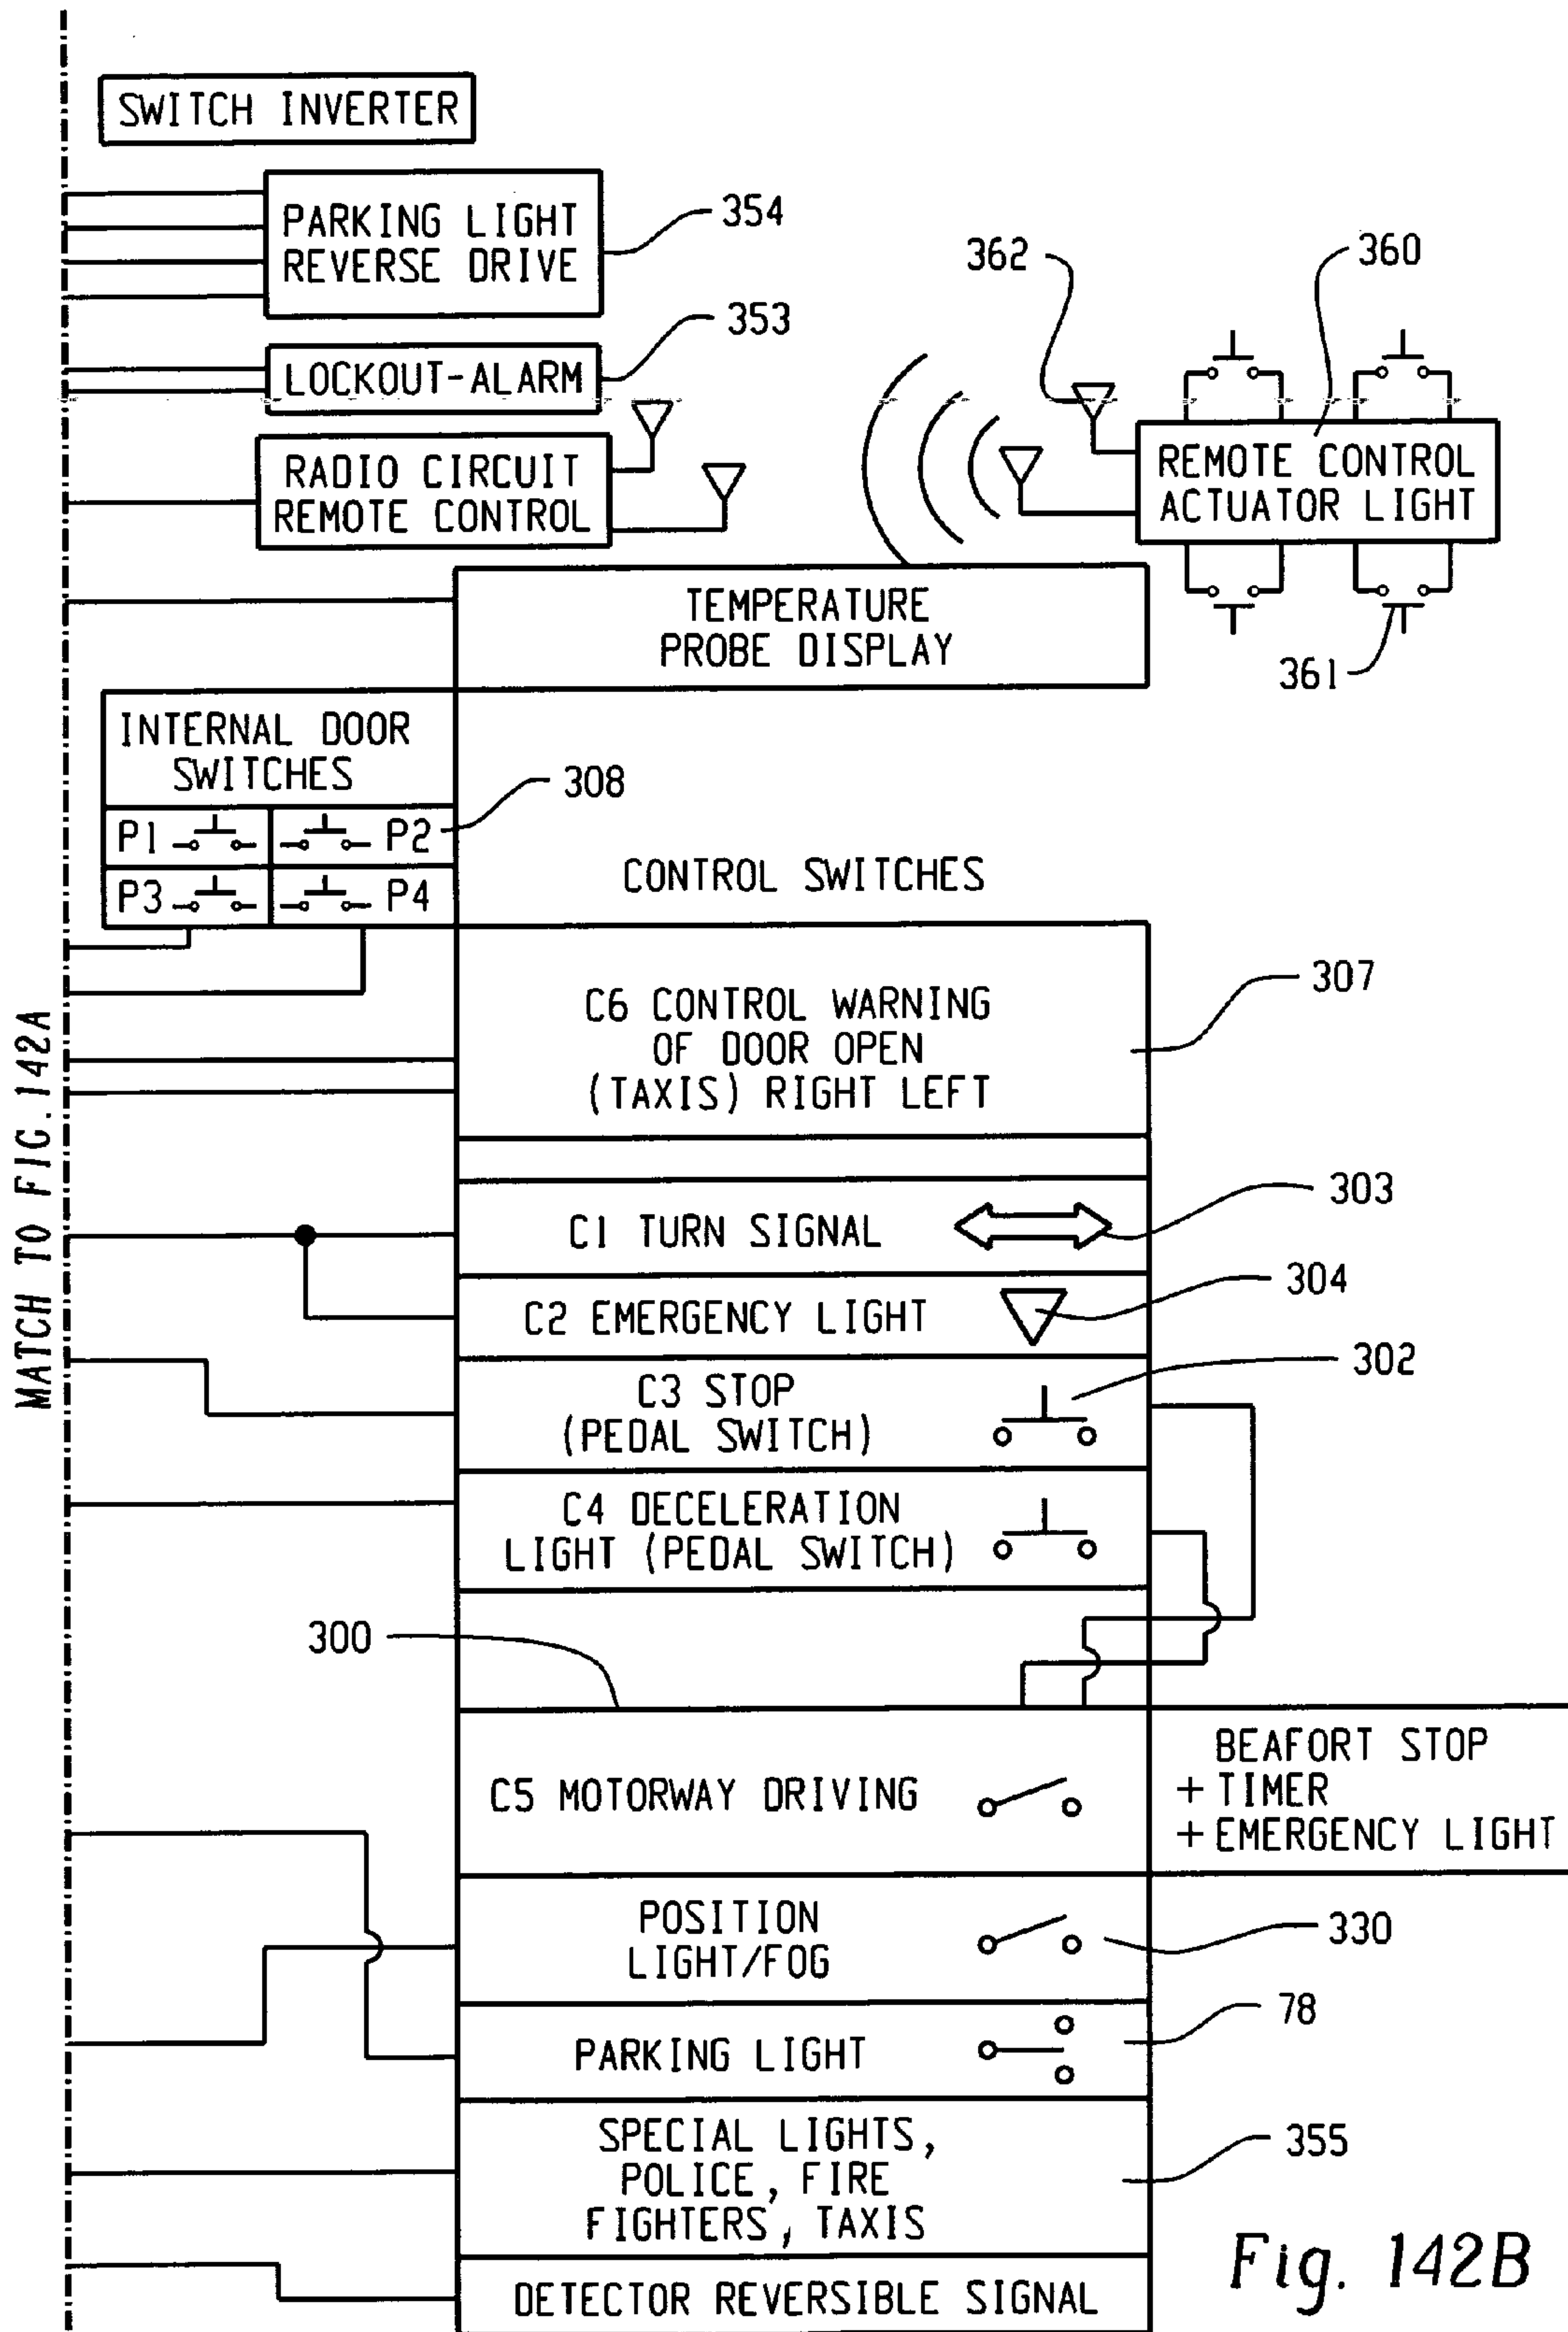 SWITCH INVERTER
PARKING LIGHT
REVERSE DRIVE
354
362
360
353
LOCKOUT-ALARM
RADIO CIRCUIT
REMOTE CONTROL
REMOTE CONTROL
ACTUATOR LIGHT
TEMPERATURE
PROBE DISPLAY
361
INTERNAL DOOR
SWITCHES
308
P1 P2
P3 P4
CONTROL SWITCHES
307
C6 CONTROL WARNING
OF DOOR OPEN
(TAXIS) RIGHT LEFT
MATCH TO FIG. 142A
303
C1 TURN SIGNAL
304
C2 EMERGENCY LIGHT
302
C3 STOP
(PEDAL SWITCH)
C4 DECELERATION
LIGHT (PEDAL SWITCH)
300
C5 MOTORWAY DRIVING
BEAFORT STOP
+ TIMER
+ EMERGENCY LIGHT
POSITION
LIGHT/FOG
330
78
PARKING LIGHT
SPECIAL LIGHTS,
POLICE, FIRE
FIGHTERS, TAXIS
355
DETECTOR REVERSIBLE SIGNAL
Fig. 142B